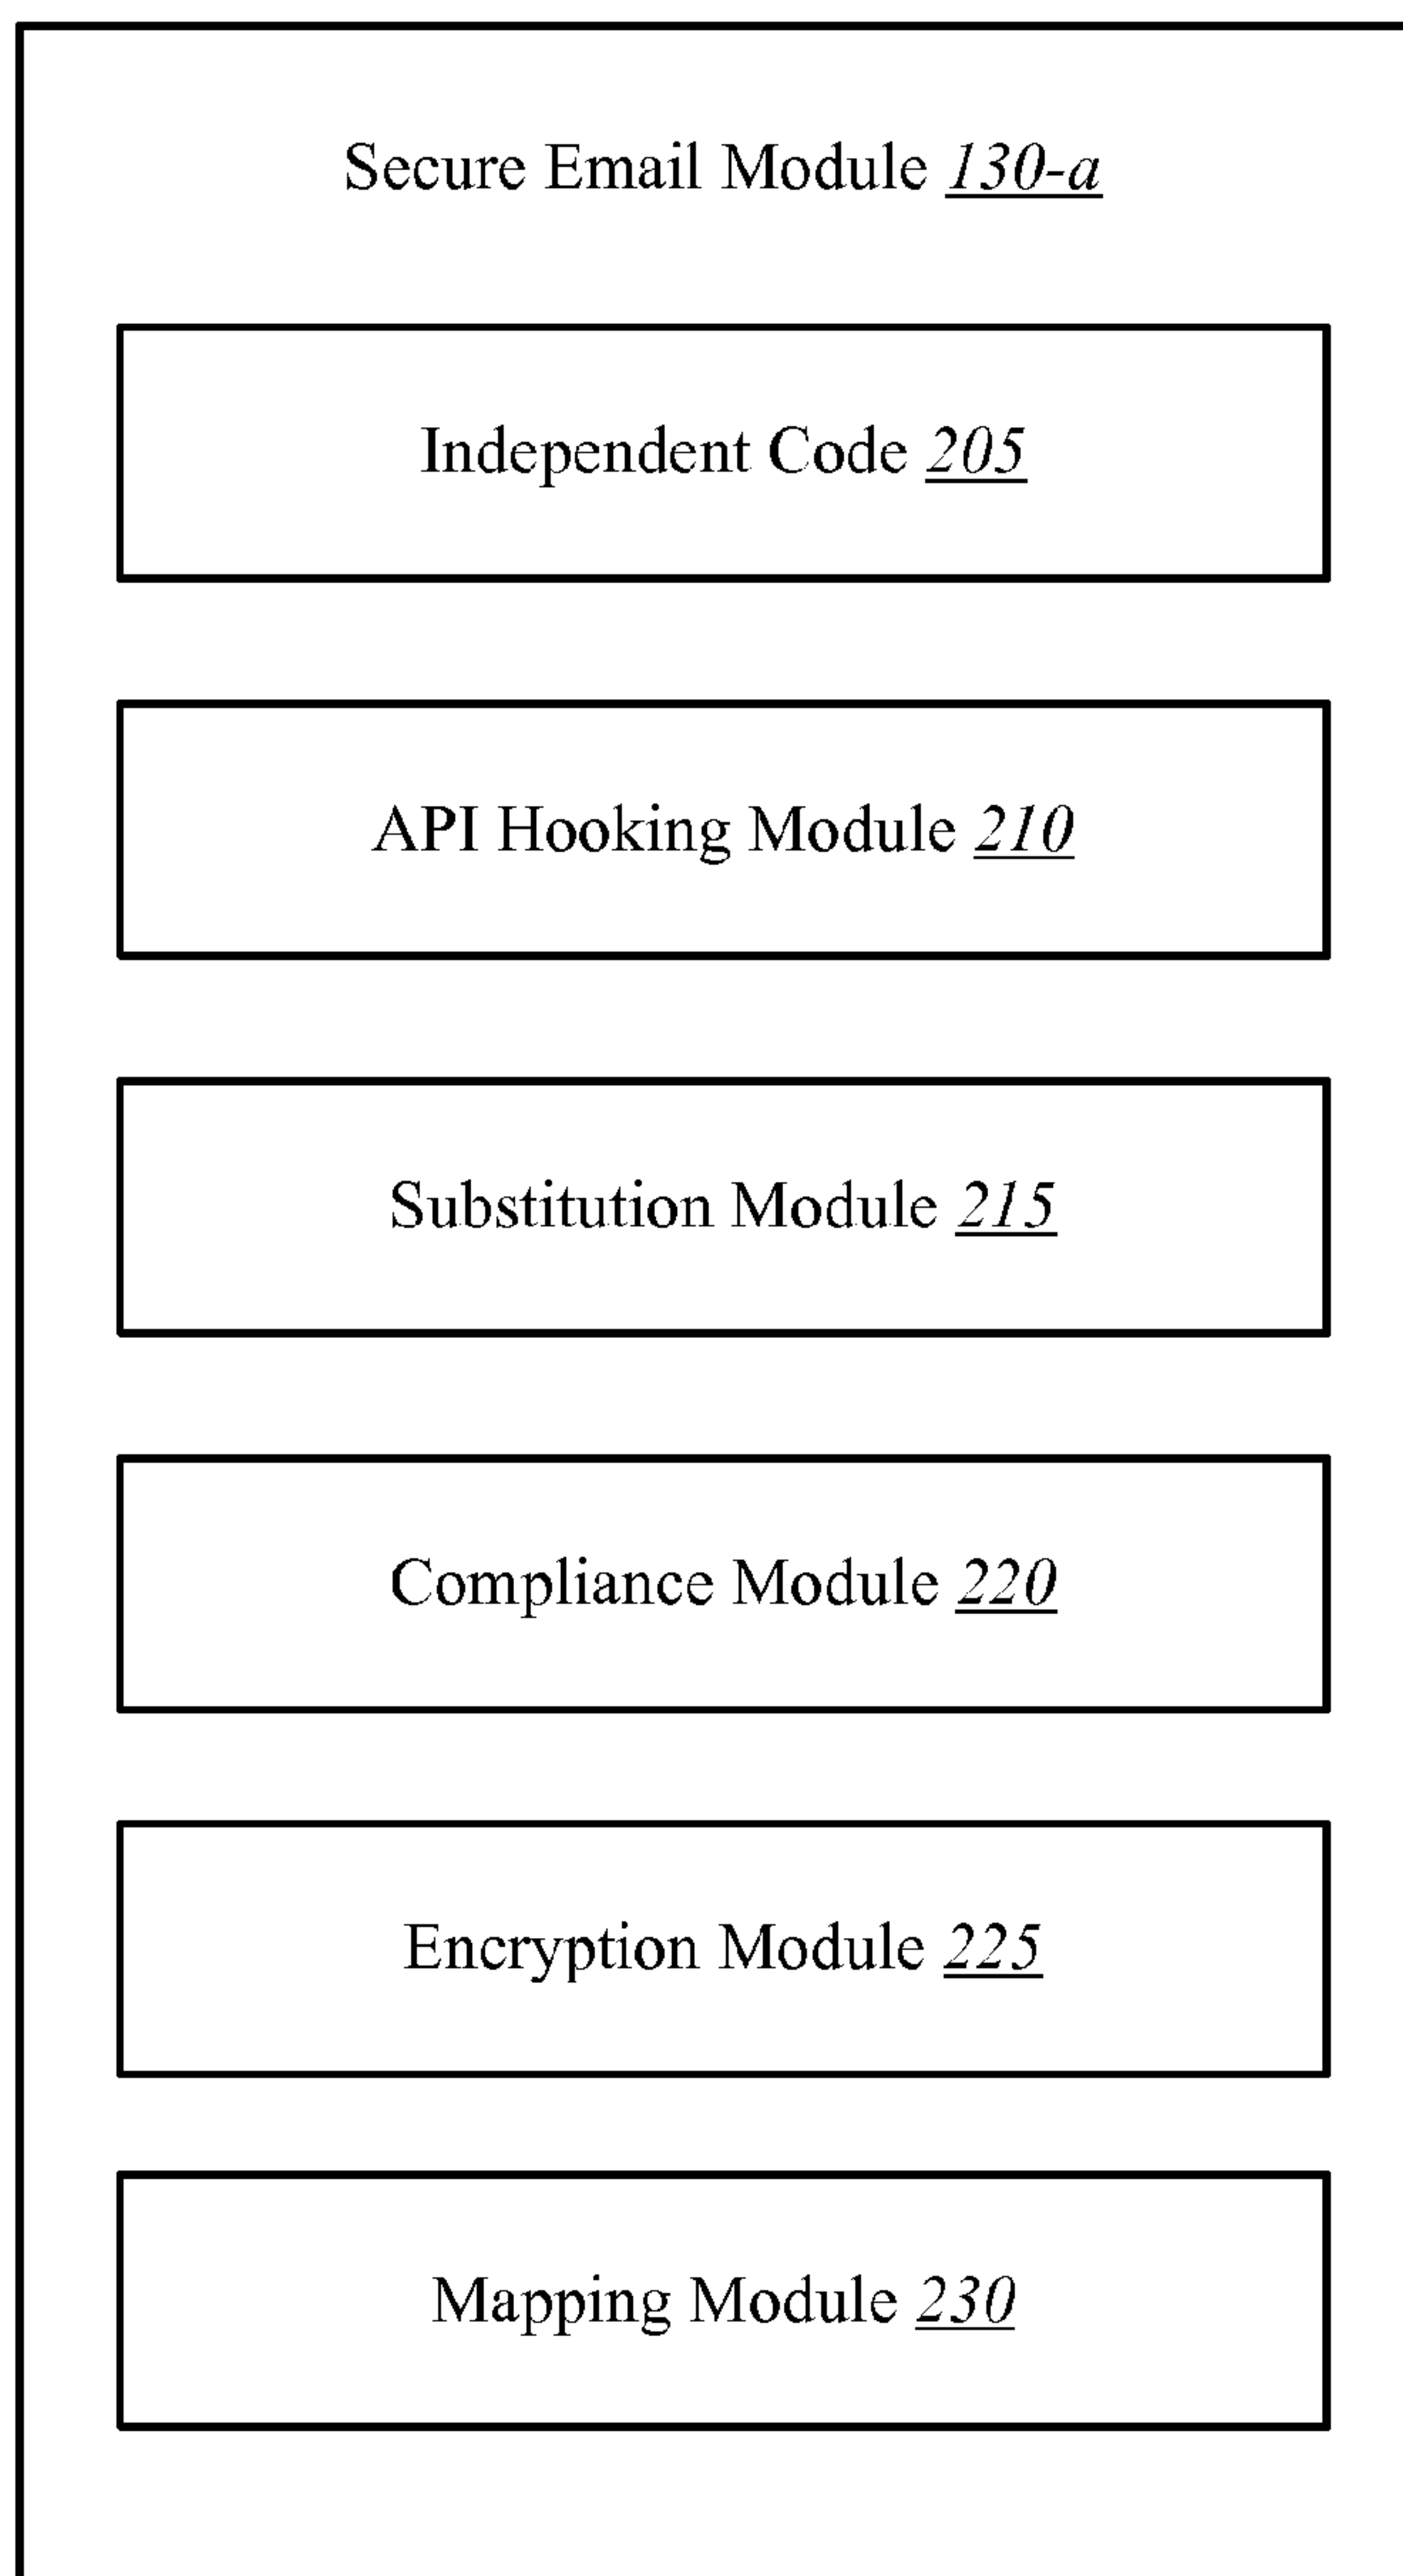 Secure Email Module 130-a
Independent Code 205
API Hooking Module 210
Substitution Module 215
Compliance Module 220
Encryption Module 225
Mapping Module 230